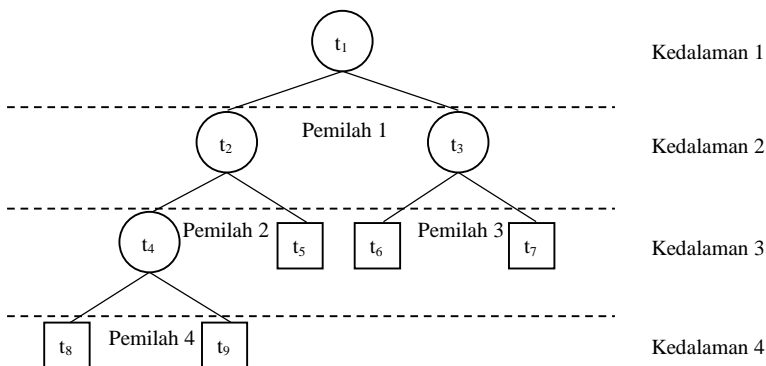 t₁
Kedalaman 1
Pemilah 1
t₂
t₃
Kedalaman 2
Pemilah 2
Pemilah 3
t₄
t₅
t₆
t₇
Kedalaman 3
Pemilah 4
t₈
t₉
Kedalaman 4